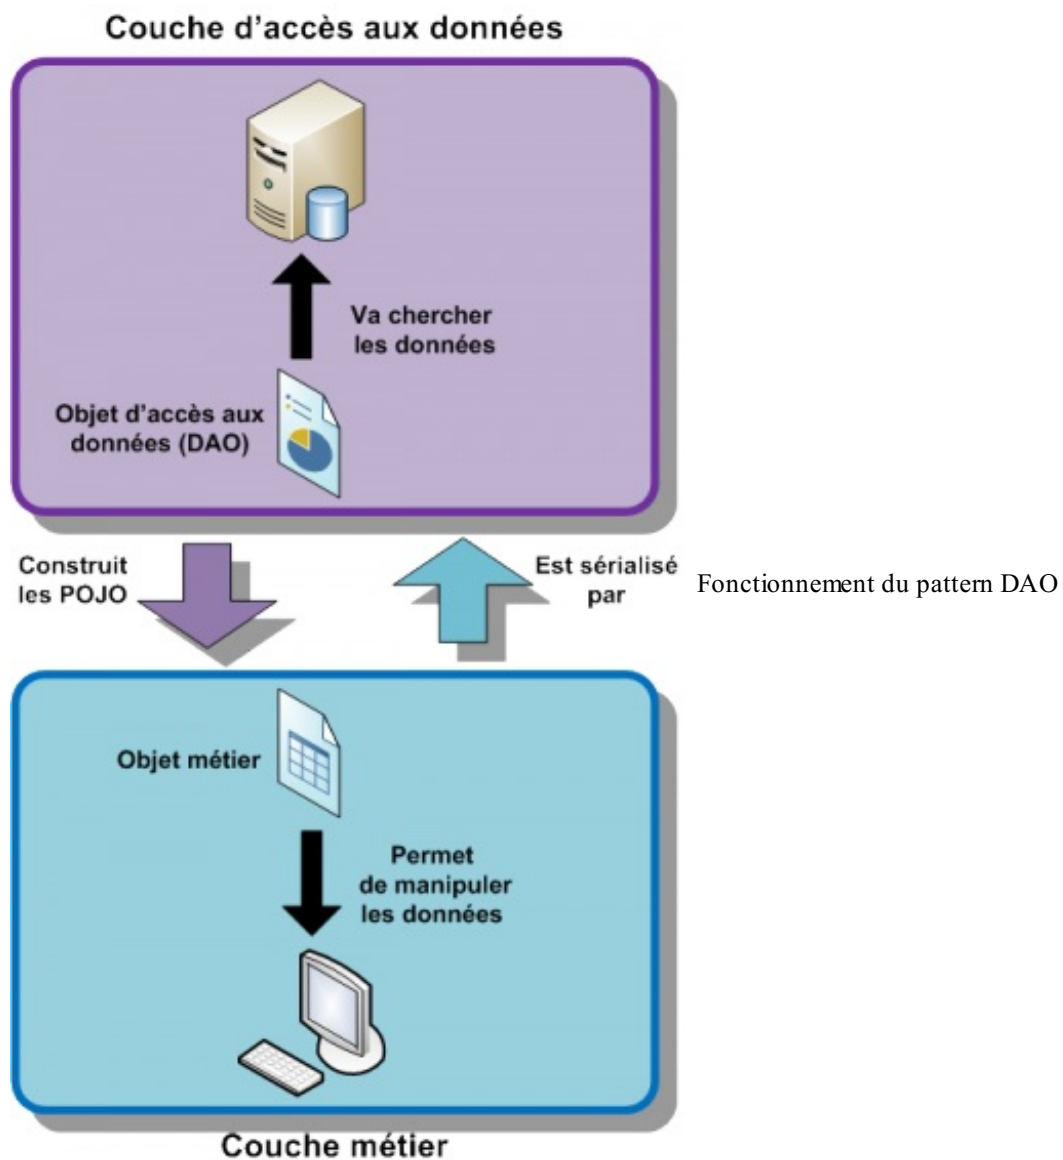 Couche d'accès aux données
Va chercher
les données
Objet d'accès aux
données (DAO)
Construit
les POJO
Est sérialisé
par
Fonctionnement du pattern DAO
Objet métier
Permet
de manipuler
les données
Couche métier